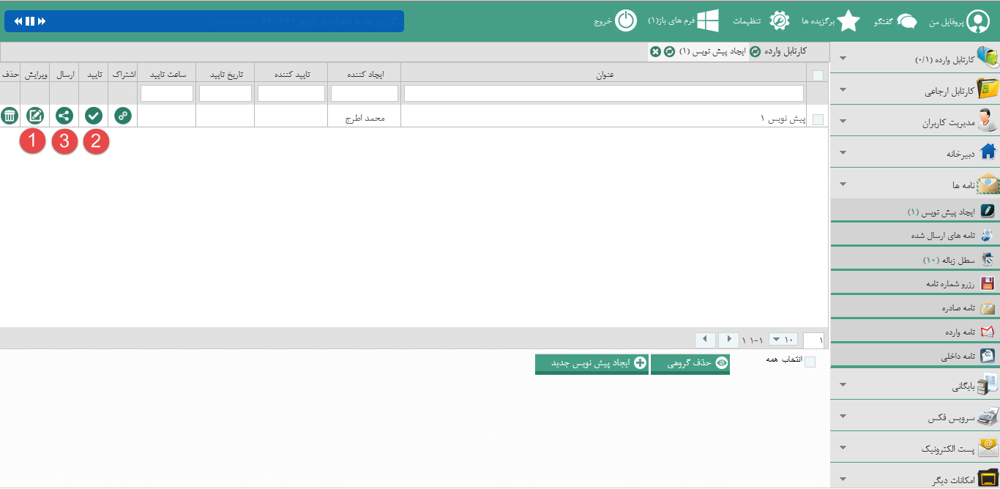 پروفایل من
گفتگو
برگزیده ها
تنظیمات
فرم های باز(۱)
خروج
کارتابل وارده
ایجاد پیش نویس (۱)
کارتابل وارده (۰/۱)
کارتابل ارجاعی
مدیریت کاربران
دبیرخانه
نامه ها
ایجاد پیش نویس (۱)
نامه های ارسال شده
سطل زباله (۱۰)
رزرو شماره نامه
نامه صادره
نامه وارده
نامه داخلی
بایگانی
سرویس فکس
پست الکترونیک
امکانات دیگر
عنوان ایجاد کننده تایید کننده تاریخ تایید ساعت تایید اشتراک تایید ارسال ویرایش حذف
پیش نویس ۱ محمد اطرج
2 3 1
۱ ۱۰ ۱-۱ ۱
انتخاب همه
حذف گروهی
ایجاد پیش نویس جدید